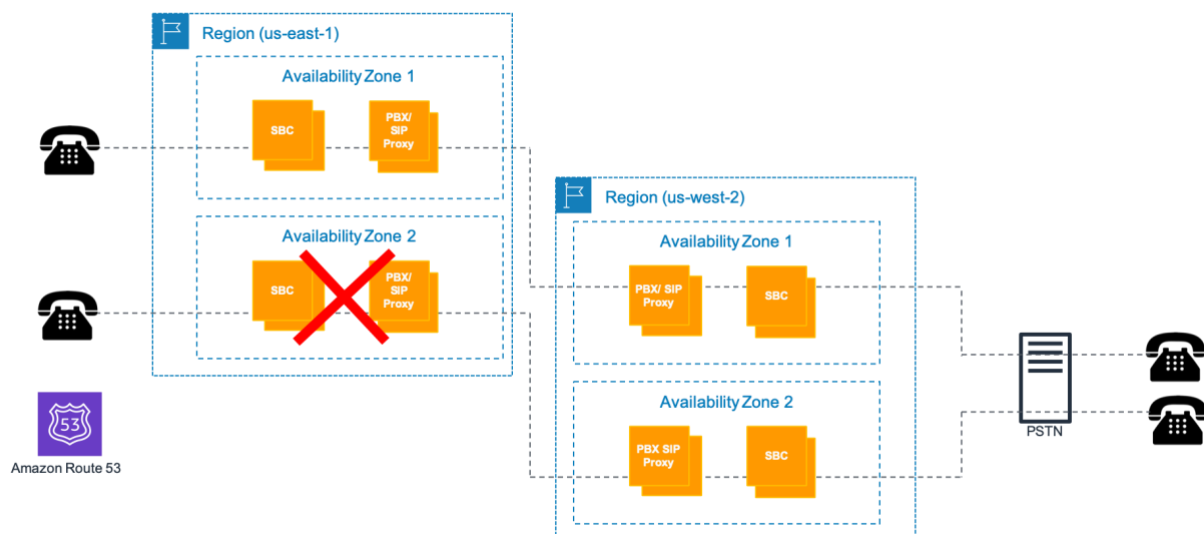 Region (us-east-1)
Availability Zone 1
SBC
PBX/
SIP
Proxy
Availability Zone 2
SBC
PBX/
SIP
Proxy
Region (us-west-2)
Availability Zone 1
PBX/ SIP
Proxy
SBC
Availability Zone 2
PBX SIP
Proxy
SBC
PSTN
53
Amazon Route 53